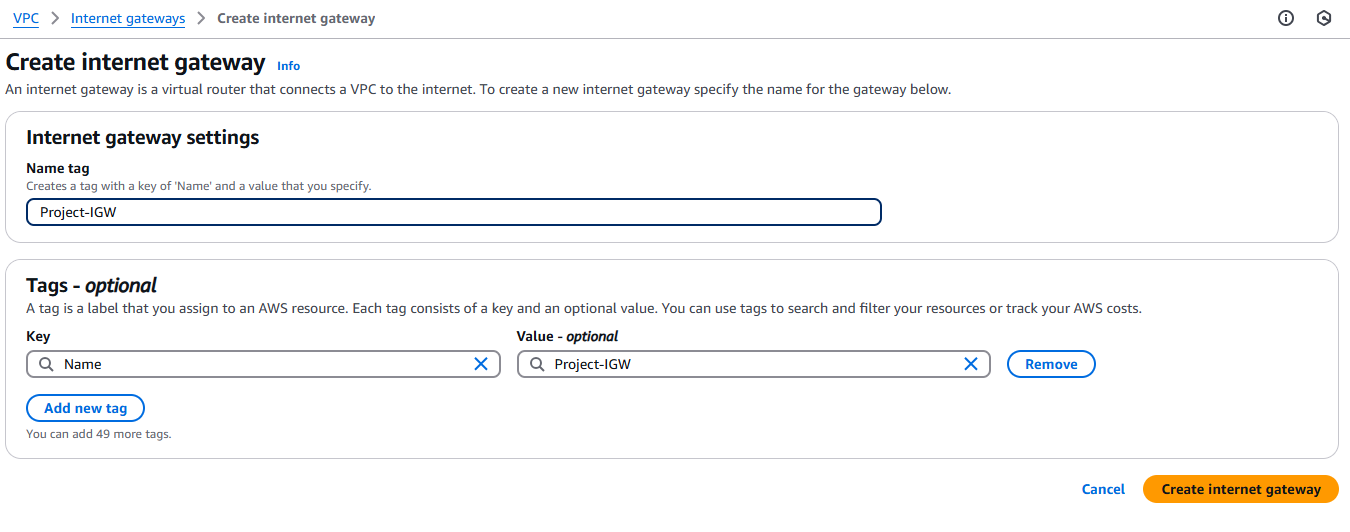 VPC > Internet gateways > Create internet gateway
Create internet gateway Info
An internet gateway is a virtual router that connects a VPC to the internet. To create a new internet gateway specify the name for the gateway below.
Internet gateway settings
Name tag
Creates a tag with a key of 'Name' and a value that you specify.
Project-IGW
Tags - optional
A tag is a label that you assign to an AWS resource. Each tag consists of a key and an optional value. You can use tags to search and filter your resources or track your AWS costs.
Key Value - optional
Name Project-IGW Remove
Add new tag
You can add 49 more tags.
Cancel Create internet gateway